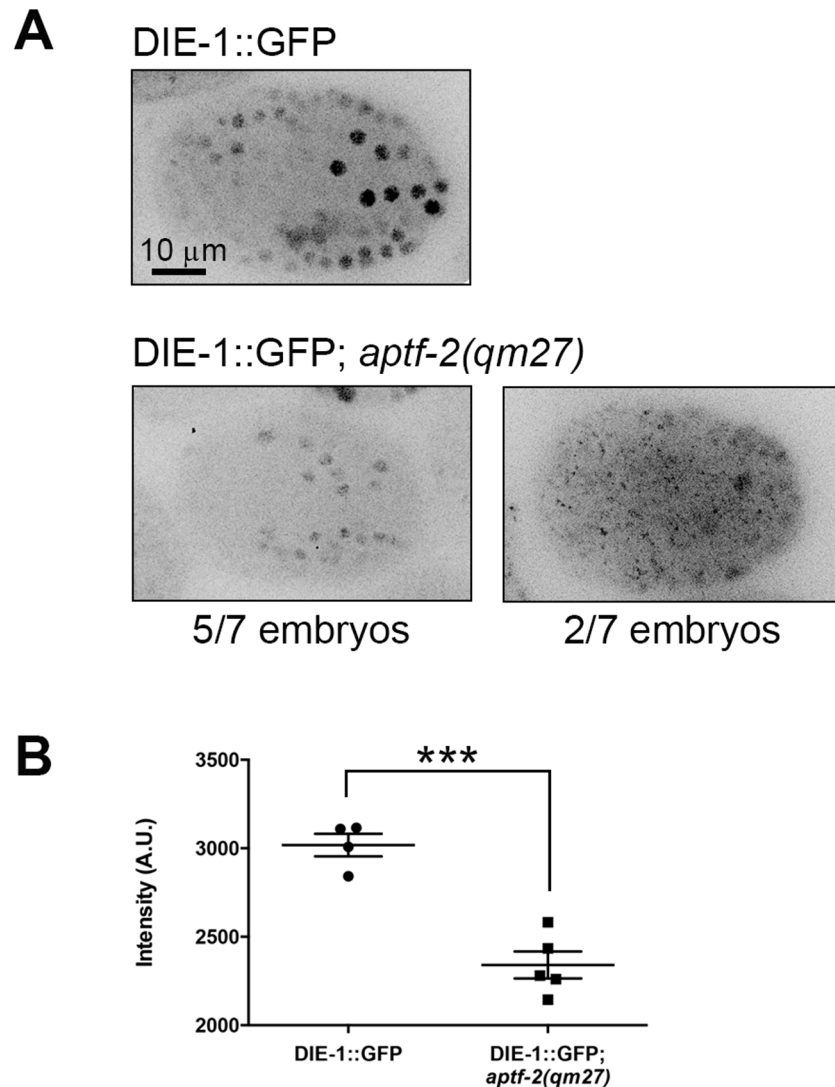 A
DIE-1::GFP
10 μm
DIE-1::GFP; aptf-2(qm27)
5/7 embryos
2/7 embryos
B
***
3500
3000
2500
2000
Intensity (A.U.)
DIE-1::GFP
DIE-1::GFP;
aptf-2(qm27)